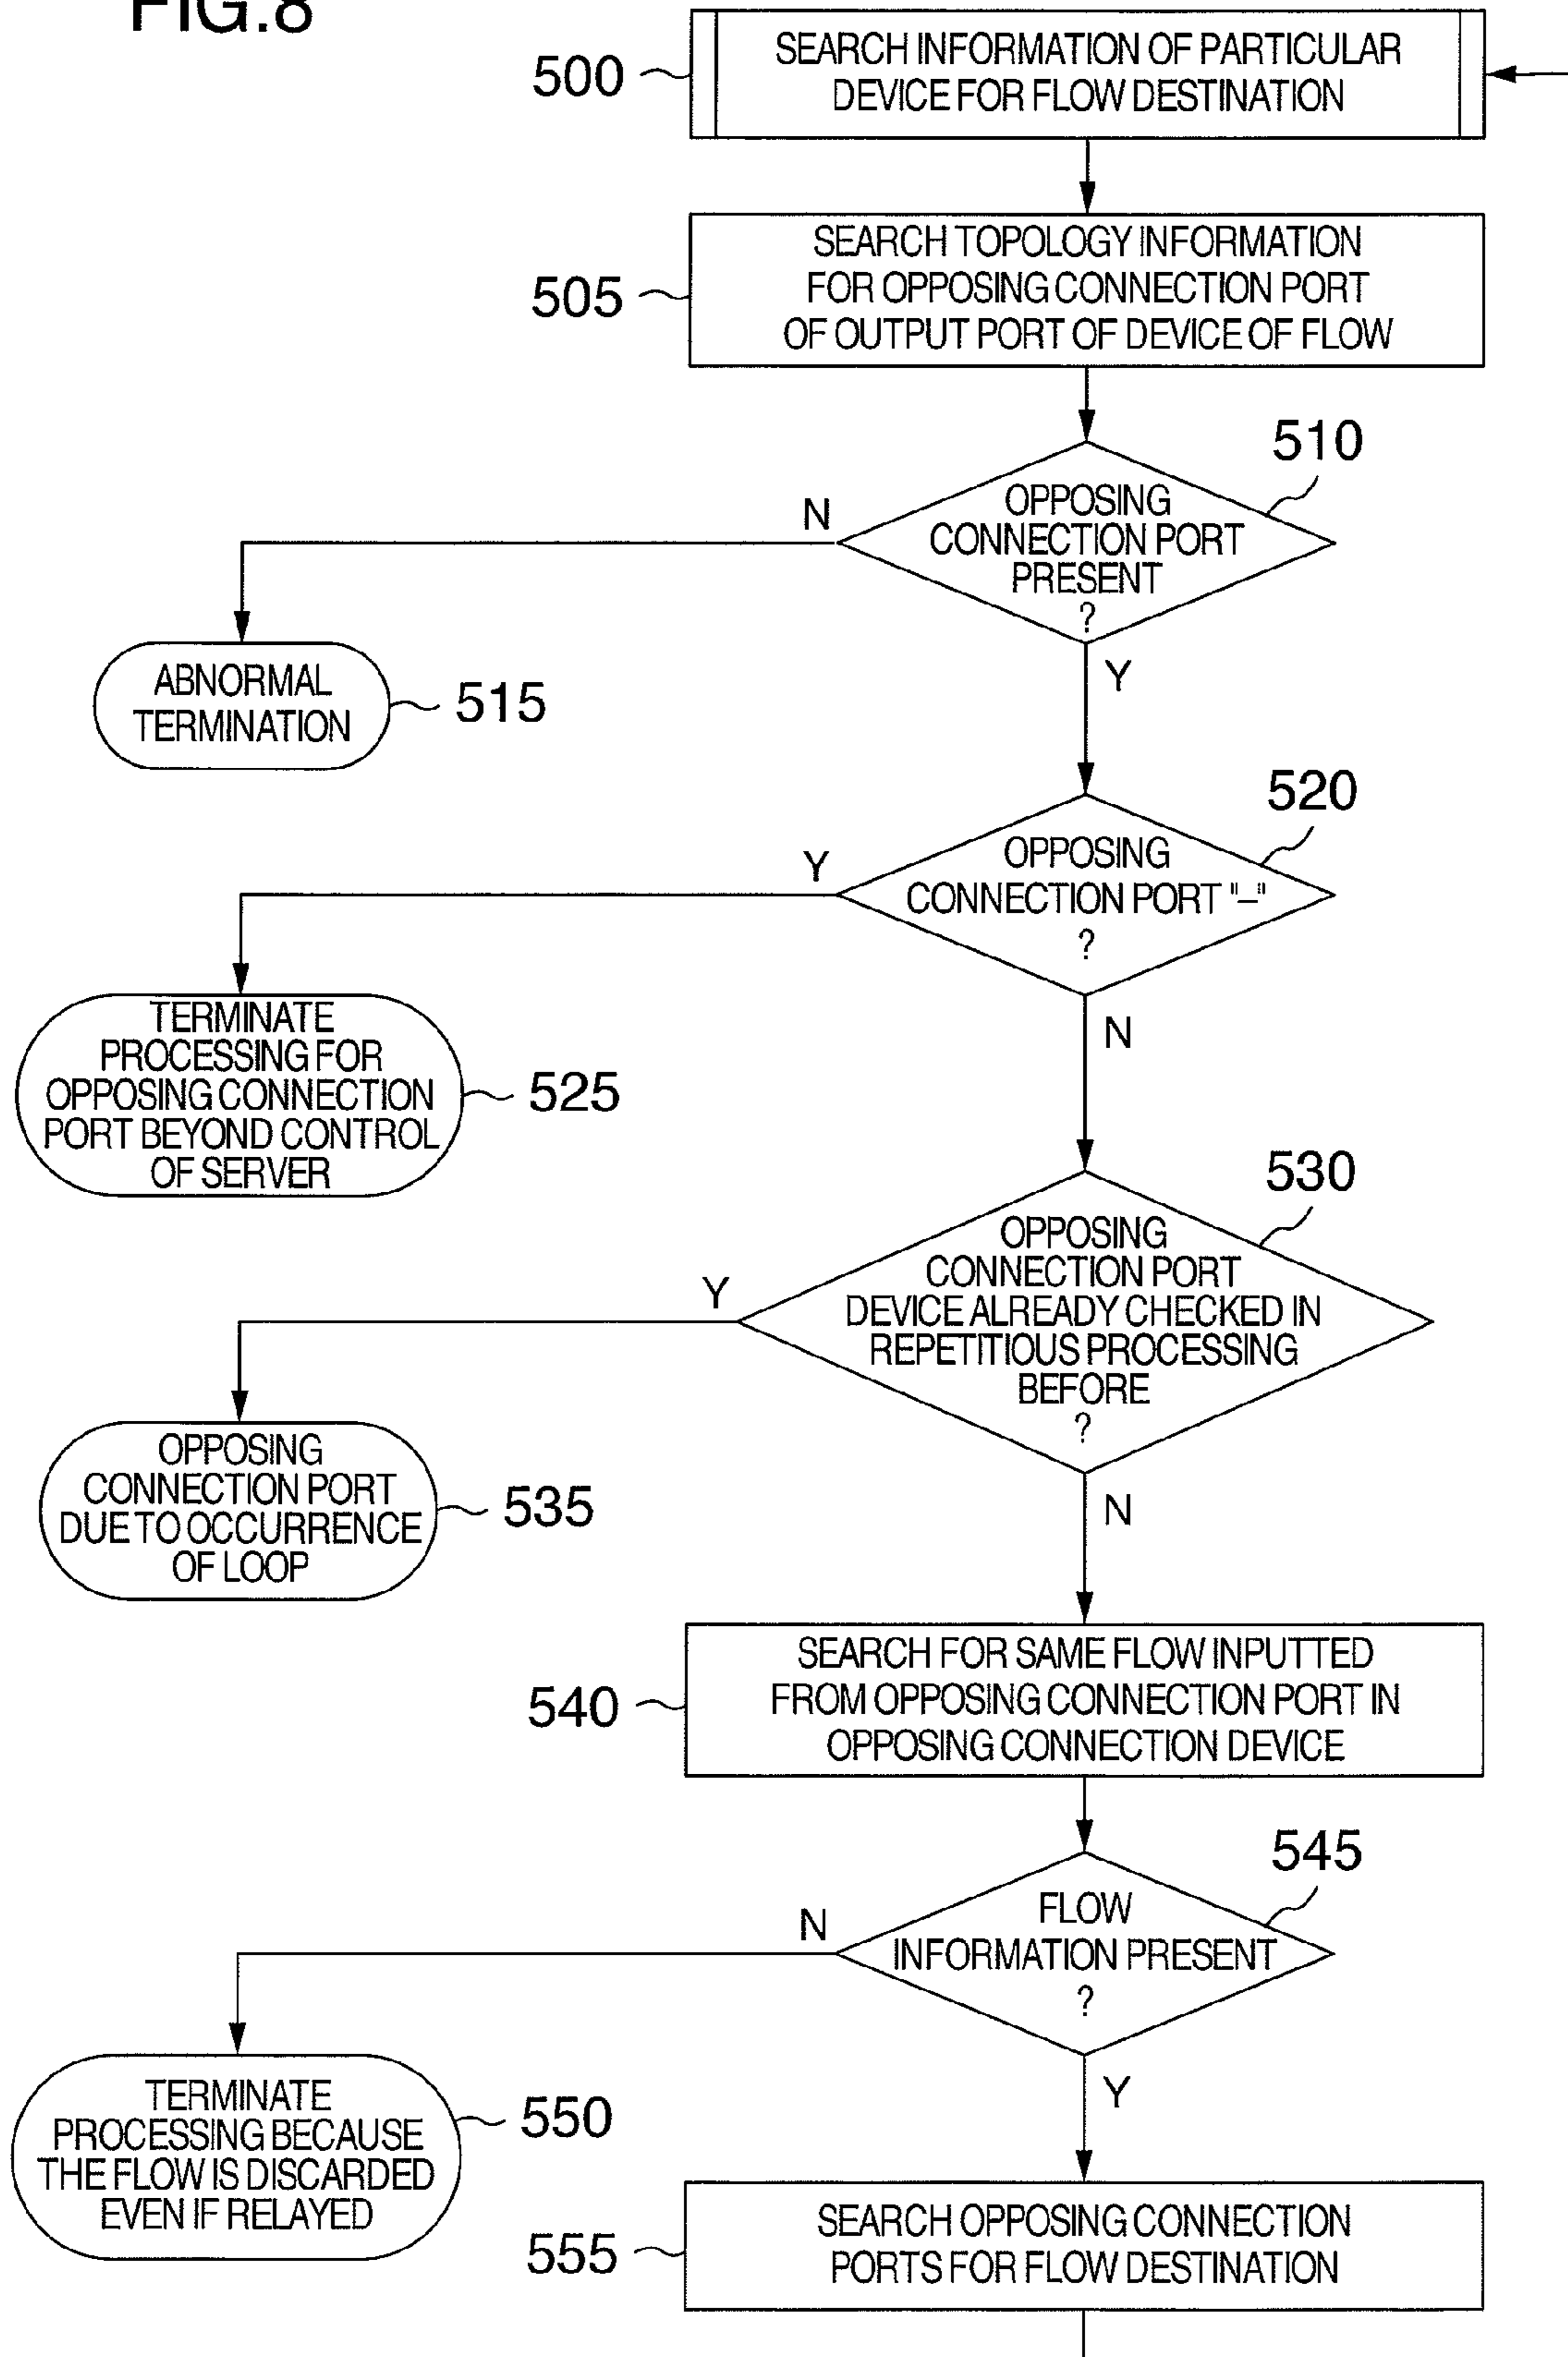 FIG.8
500
SEARCH INFORMATION OF PARTICULAR
DEVICE FOR FLOW DESTINATION
505
SEARCH TOPOLOGY INFORMATION
FOR OPPOSING CONNECTION PORT
OF OUTPUT PORT OF DEVICE OF FLOW
510
OPPOSING
CONNECTION PORT
PRESENT
?
N
Y
ABNORMAL
TERMINATION
515
520
OPPOSING
CONNECTION PORT "–"
?
Y
N
TERMINATE
PROCESSING FOR
OPPOSING CONNECTION
PORT BEYOND CONTROL
OF SERVER
525
530
OPPOSING
CONNECTION PORT
DEVICE ALREADY CHECKED IN
REPETITIOUS PROCESSING
BEFORE
?
Y
N
OPPOSING
CONNECTION PORT
DUE TO OCCURRENCE
OF LOOP
535
540
SEARCH FOR SAME FLOW INPUTTED
FROM OPPOSING CONNECTION PORT IN
OPPOSING CONNECTION DEVICE
545
FLOW
INFORMATION PRESENT
?
N
Y
TERMINATE
PROCESSING BECAUSE
THE FLOW IS DISCARDED
EVEN IF RELAYED
550
555
SEARCH OPPOSING CONNECTION
PORTS FOR FLOW DESTINATION